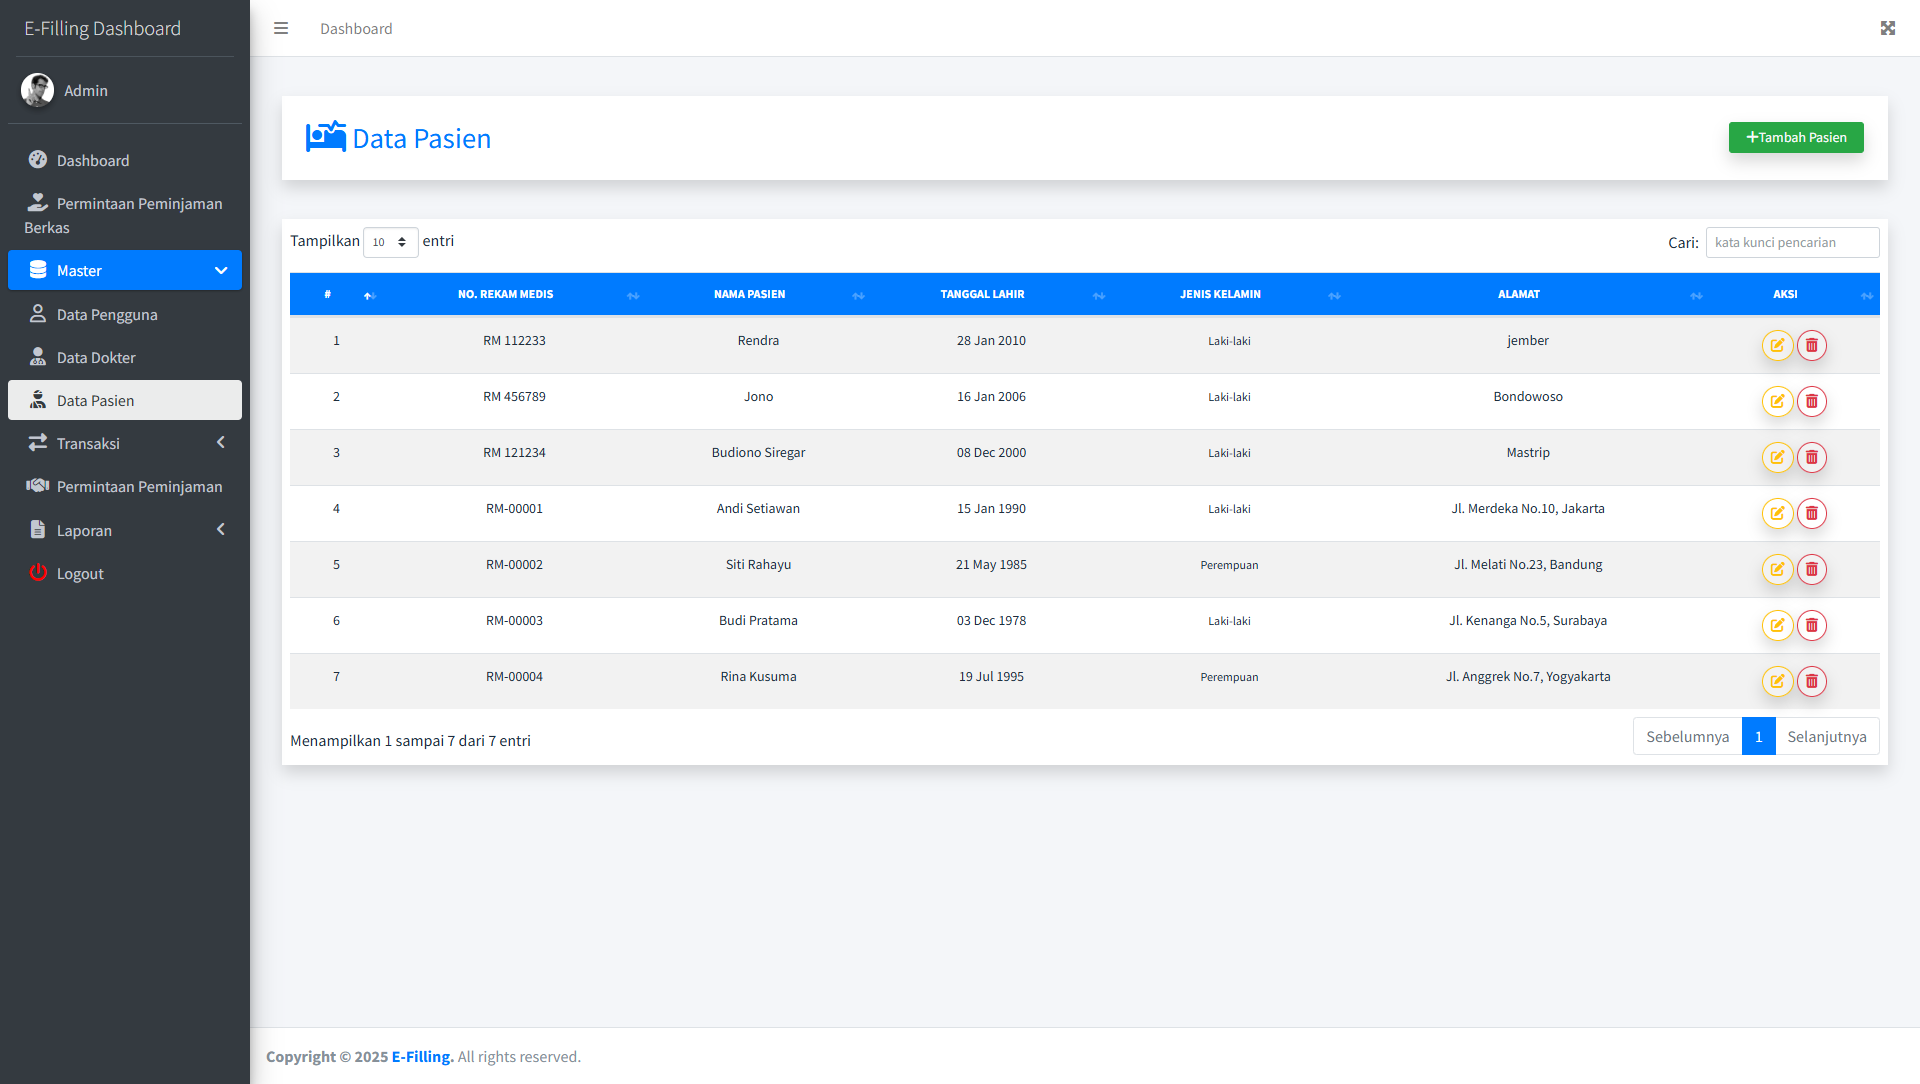 E-Filling Dashboard
Dashboard
Admin
Dashboard
Permintaan Peminjaman
Berkas
Master
Data Pengguna
Data Dokter
Data Pasien
Transaksi
Permintaan Peminjaman
Laporan
Logout
Data Pasien
Tambah Pasien
Tampilkan 10 entri
Cari: kata kunci pencarian
# NO. REKAM MEDIS NAMA PASIEN TANGGAL LAHIR JENIS KELAMIN ALAMAT AKSI
1 RM 112233 Rendra 28 Jan 2010 Laki-laki jember
2 RM 456789 Jono 16 Jan 2006 Laki-laki Bondowoso
3 RM 121234 Budiono Siregar 08 Dec 2000 Laki-laki Mastrip
4 RM-00001 Andi Setiawan 15 Jan 1990 Laki-laki Jl. Merdeka No.10, Jakarta
5 RM-00002 Siti Rahayu 21 May 1985 Perempuan Jl. Melati No.23, Bandung
6 RM-00003 Budi Pratama 03 Dec 1978 Laki-laki Jl. Kenanga No.5, Surabaya
7 RM-00004 Rina Kusuma 19 Jul 1995 Perempuan Jl. Anggrek No.7, Yogyakarta
Menampilkan 1 sampai 7 dari 7 entri
Sebelumnya 1 Selanjutnya
Copyright © 2025 E-Filling. All rights reserved.